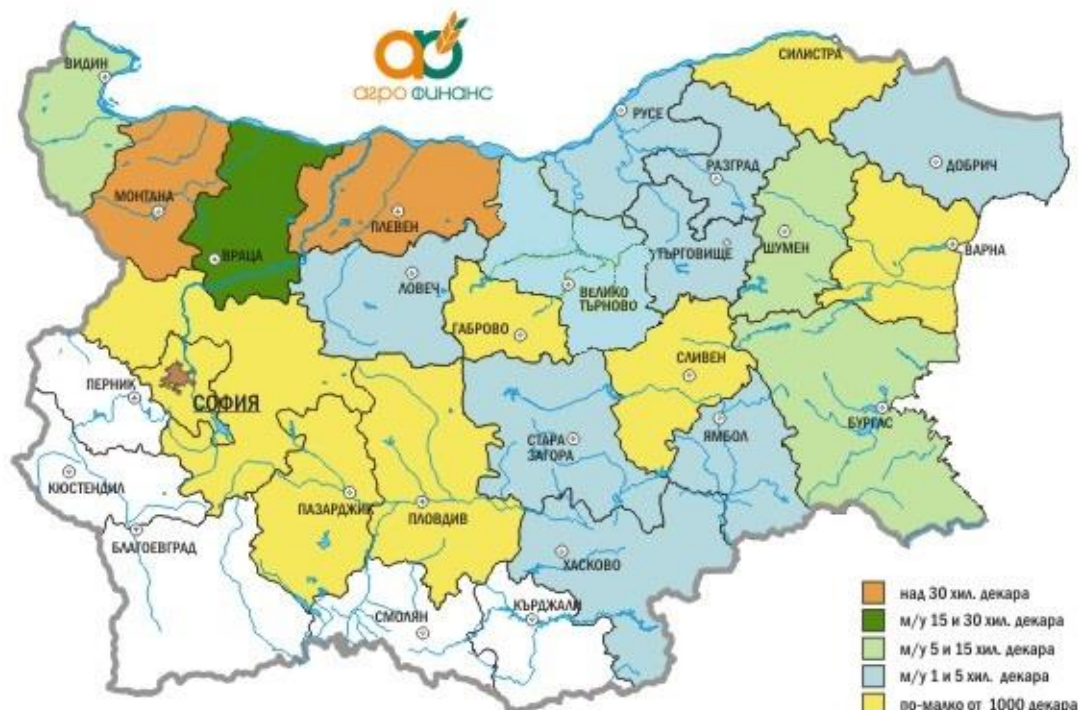 агро финанс
ВИДИН
МОНТАНА
ВРАЦА
ПЛЕВЕН
ЛОВЕЧ
ГАБРОВО
ВЕЛИКО
ТЪРНОВО
РУСЕ
РАЗГРАД
ТЪРГОВИЩЕ
СИЛИСТРА
ДОБРИЧ
ШУМЕН
ВАРНА
СЛИВЕН
БУРГАС
ЯМБОЛ
СТАРА
ЗАГОРА
ХАСКОВО
КЪРДЖАЛИ
СМОЛЯН
ПЛОВДИВ
ПАЗАРДЖИК
СОФИЯ
ПЕРНИК
КЮСТЕНДИЛ
БЛАГОЕВГРАД
над 30 хил. декара
м/у 15 и 30 хил. декара
м/у 5 и 15 хил. декара
м/у 1 и 5 хил. декара
по-малко от 1000 декара